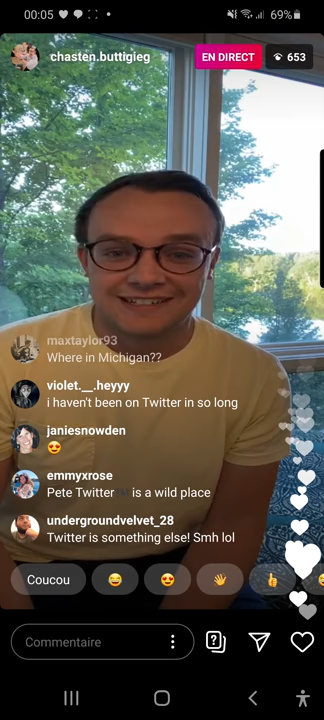 00:05
69%
chasten.buttigieg
EN DIRECT
653
maxtaylor93
Where in Michigan??
violet.__.heyyy
i haven't been on Twitter in so long
janiesnowden
emmyxrose
Pete Twitter is a wild place
undergroundvelvet_28
Twitter is something else! Smh lol
Coucou
Commentaire